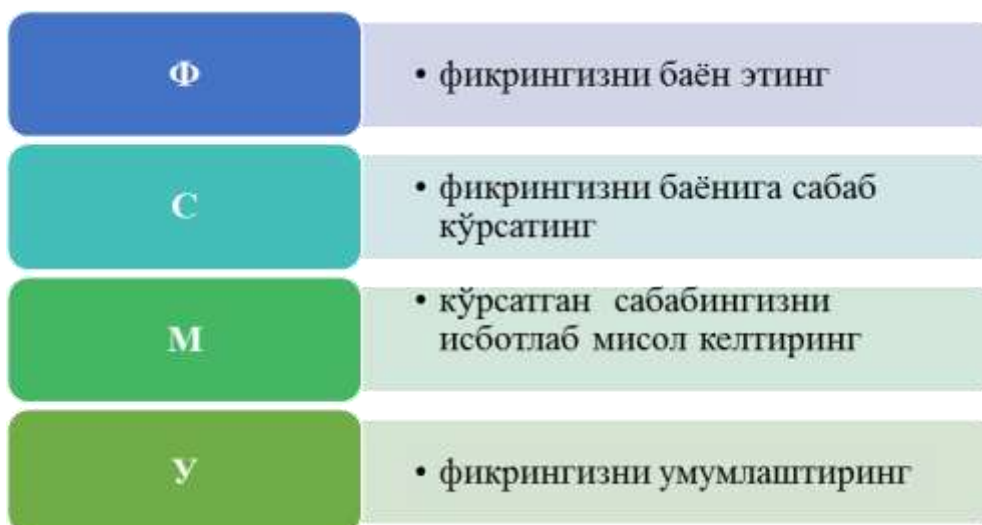 Ф
• фикрингизни баён этинг
С
• фикрингизни баёнига сабаб
кўрсатинг
М
• кўрсатган сабабингизни
исботлаб мисол келтиринг
У
• фикрингизни умумлаштиринг